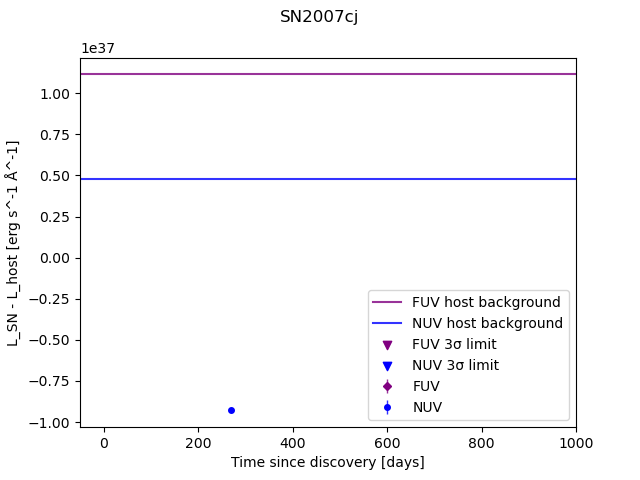 SN2007cj
1e37
1.00
0.75
0.50
0.25
0.00
−0.25
−0.50
−0.75
−1.00
L_SN - L_host [erg s^-1 Å^-1]
FUV host background
NUV host background
FUV 3σ limit
NUV 3σ limit
FUV
NUV
0 200 400 600 800 1000
Time since discovery [days]